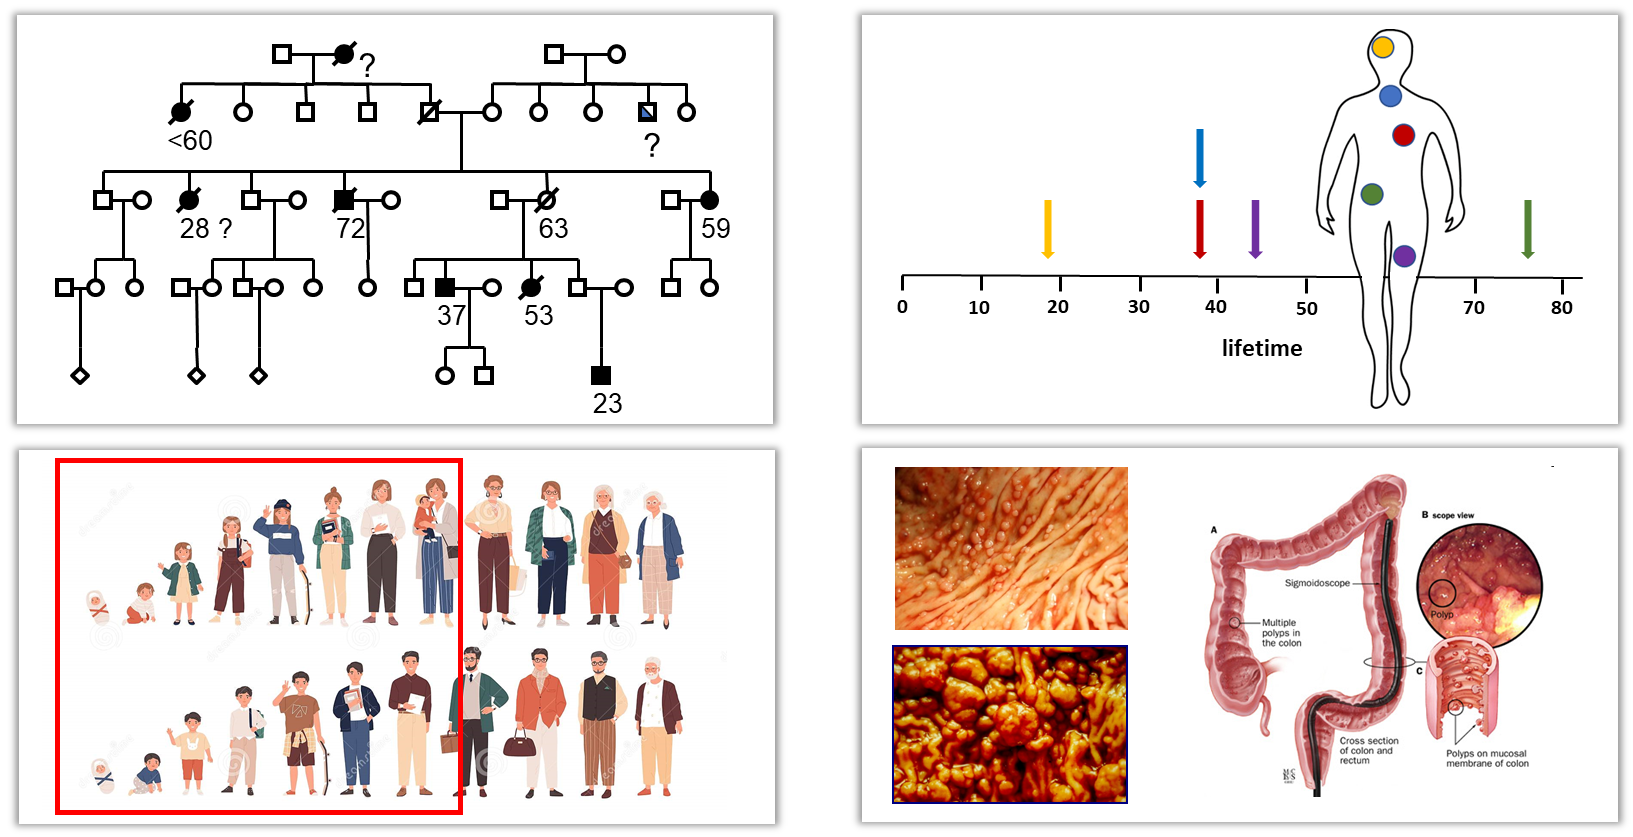 ?
<60
?
28 ?
72
63
59
37
53
23
0
10
20
30
40
50
70
80
lifetime
A
B scope view
Sigmoidoscope
Polyp
Multiple
polyps in
the colon
C
Cross section
of colon and
rectum
Polyps on mucosal
membrane of colon